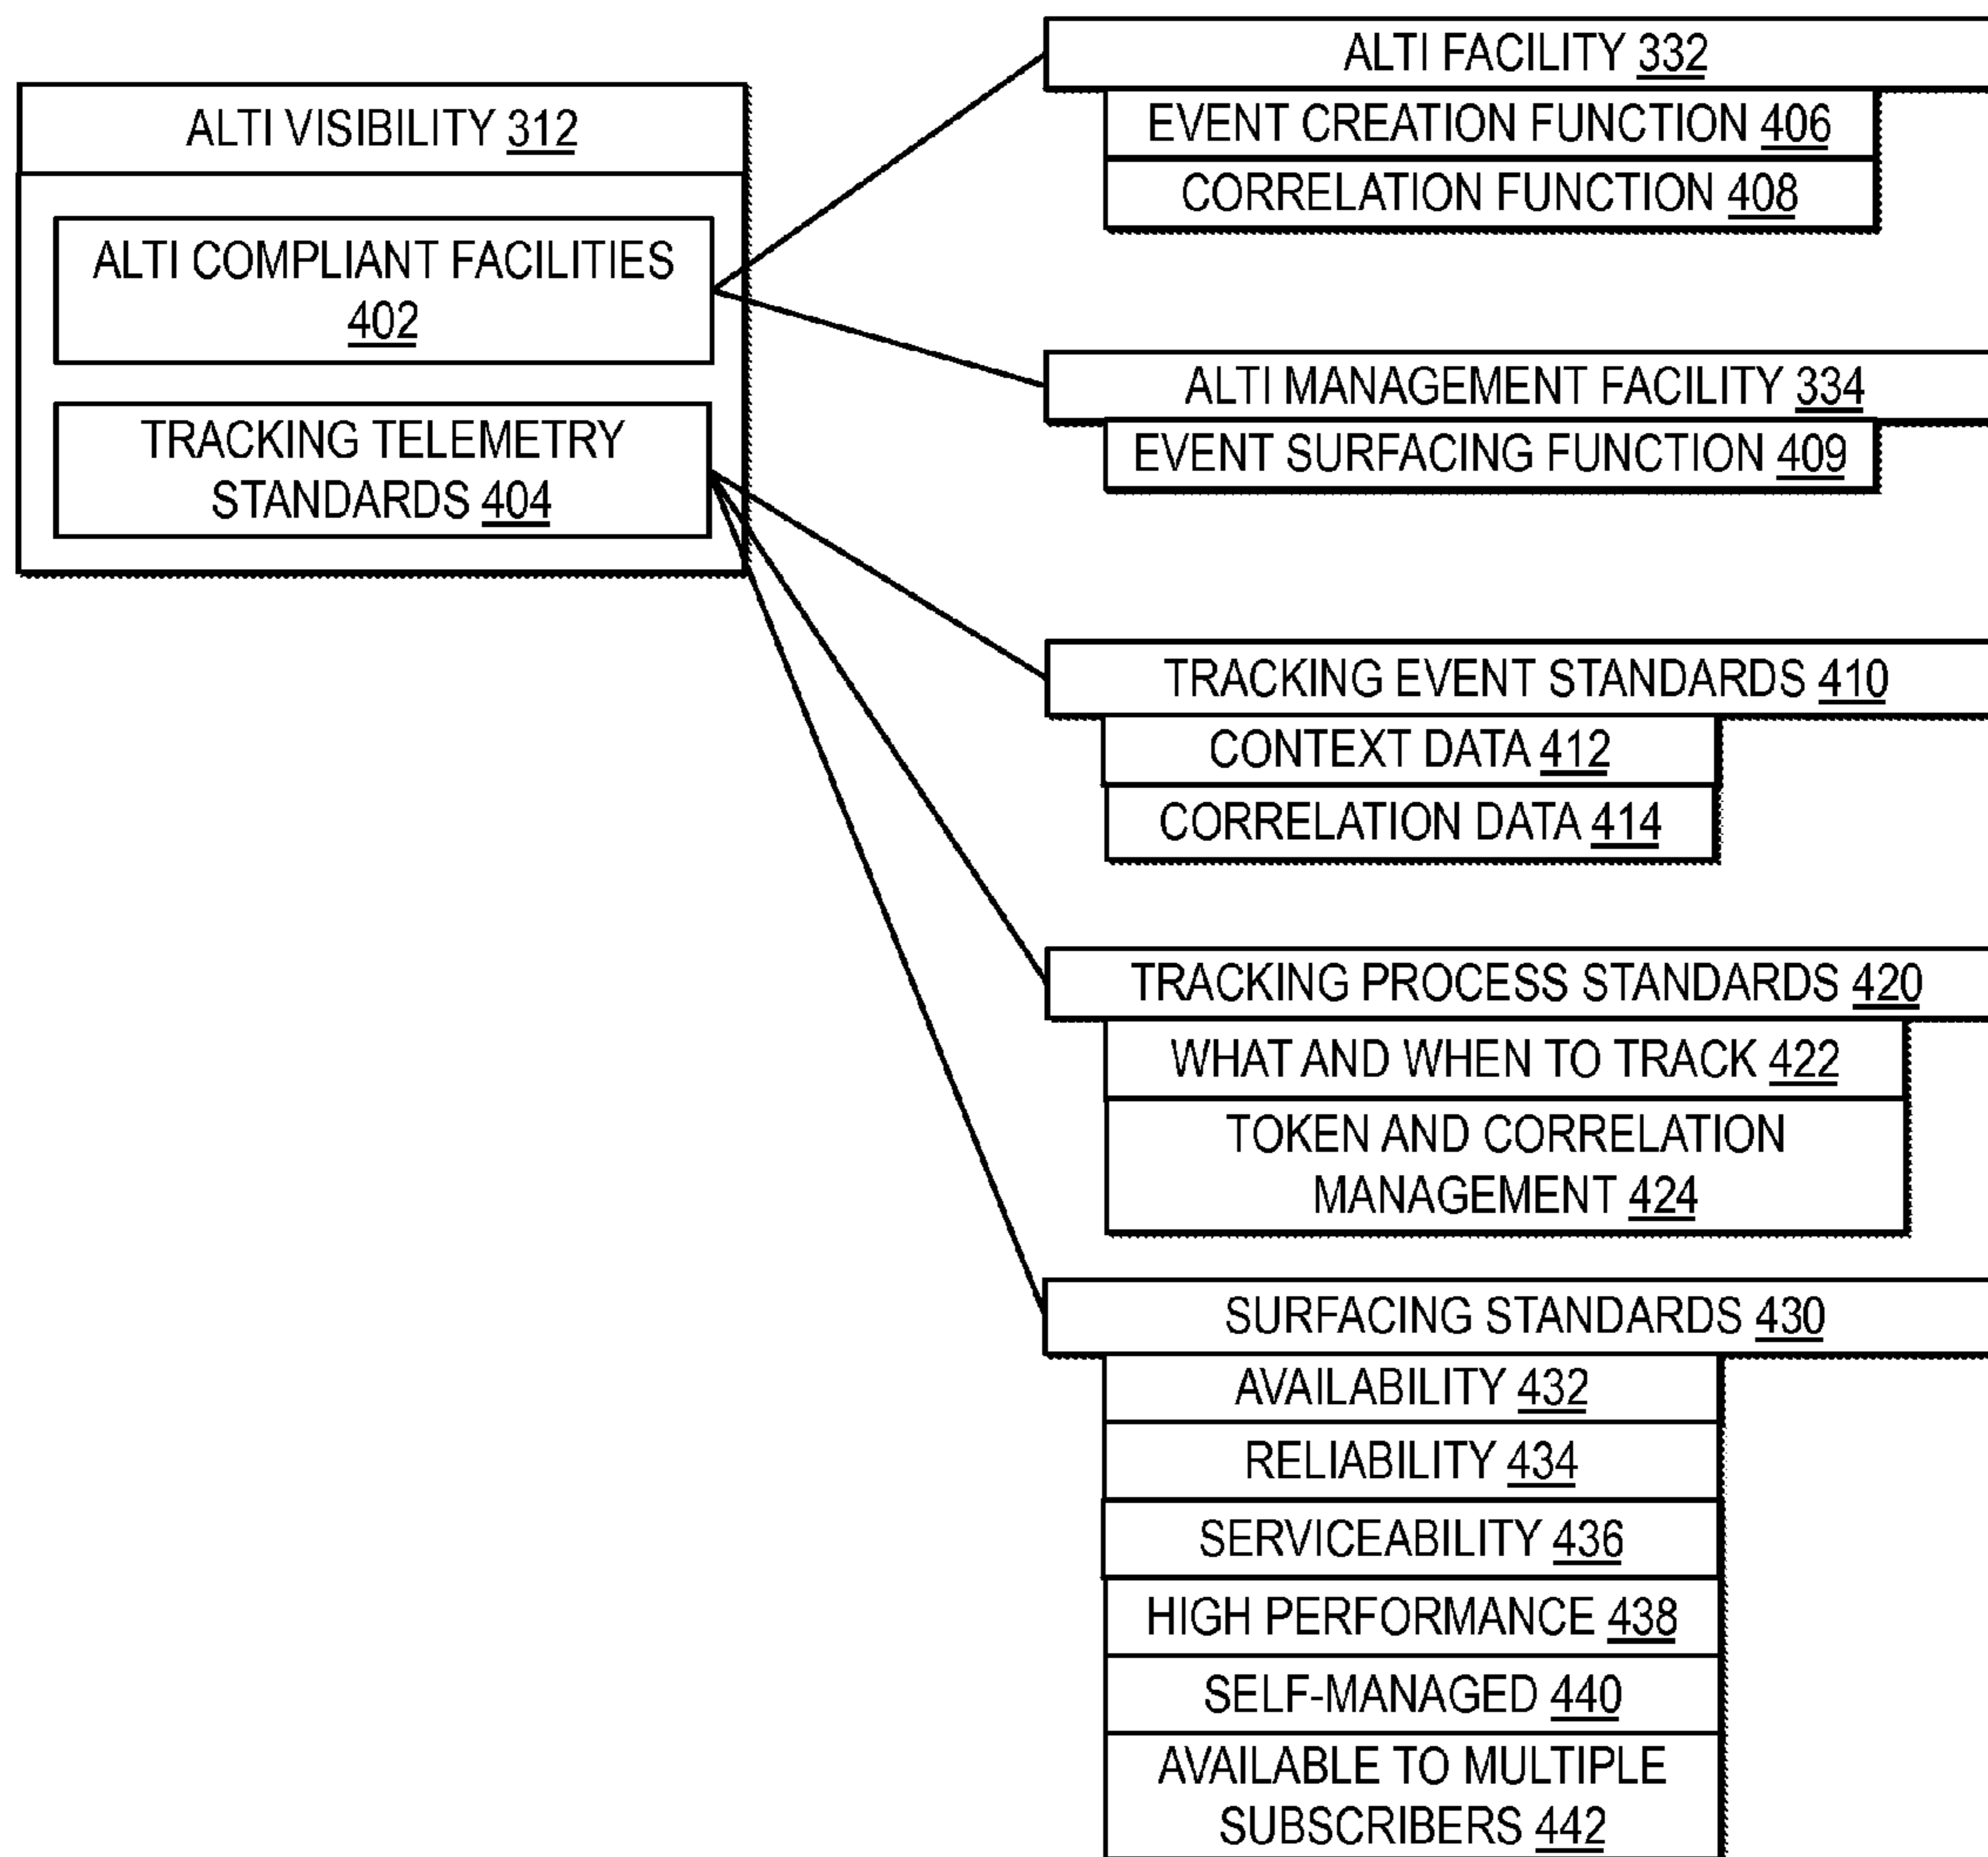 ALTI VISIBILITY 312
ALTI COMPLIANT FACILITIES
402
TRACKING TELEMETRY
STANDARDS 404
ALTI FACILITY 332
EVENT CREATION FUNCTION 406
CORRELATION FUNCTION 408
ALTI MANAGEMENT FACILITY 334
EVENT SURFACING FUNCTION 409
TRACKING EVENT STANDARDS 410
CONTEXT DATA 412
CORRELATION DATA 414
TRACKING PROCESS STANDARDS 420
WHAT AND WHEN TO TRACK 422
TOKEN AND CORRELATION
MANAGEMENT 424
SURFACING STANDARDS 430
AVAILABILITY 432
RELIABILITY 434
SERVICEABILITY 436
HIGH PERFORMANCE 438
SELF-MANAGED 440
AVAILABLE TO MULTIPLE
SUBSCRIBERS 442